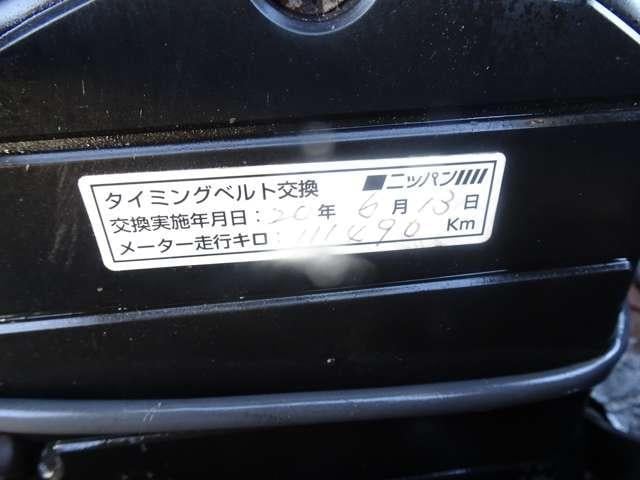 タイミングベルト交換 ■ニッパン
交換実施年月日：20年 6月 13日
メーター走行キロ：111490 Km